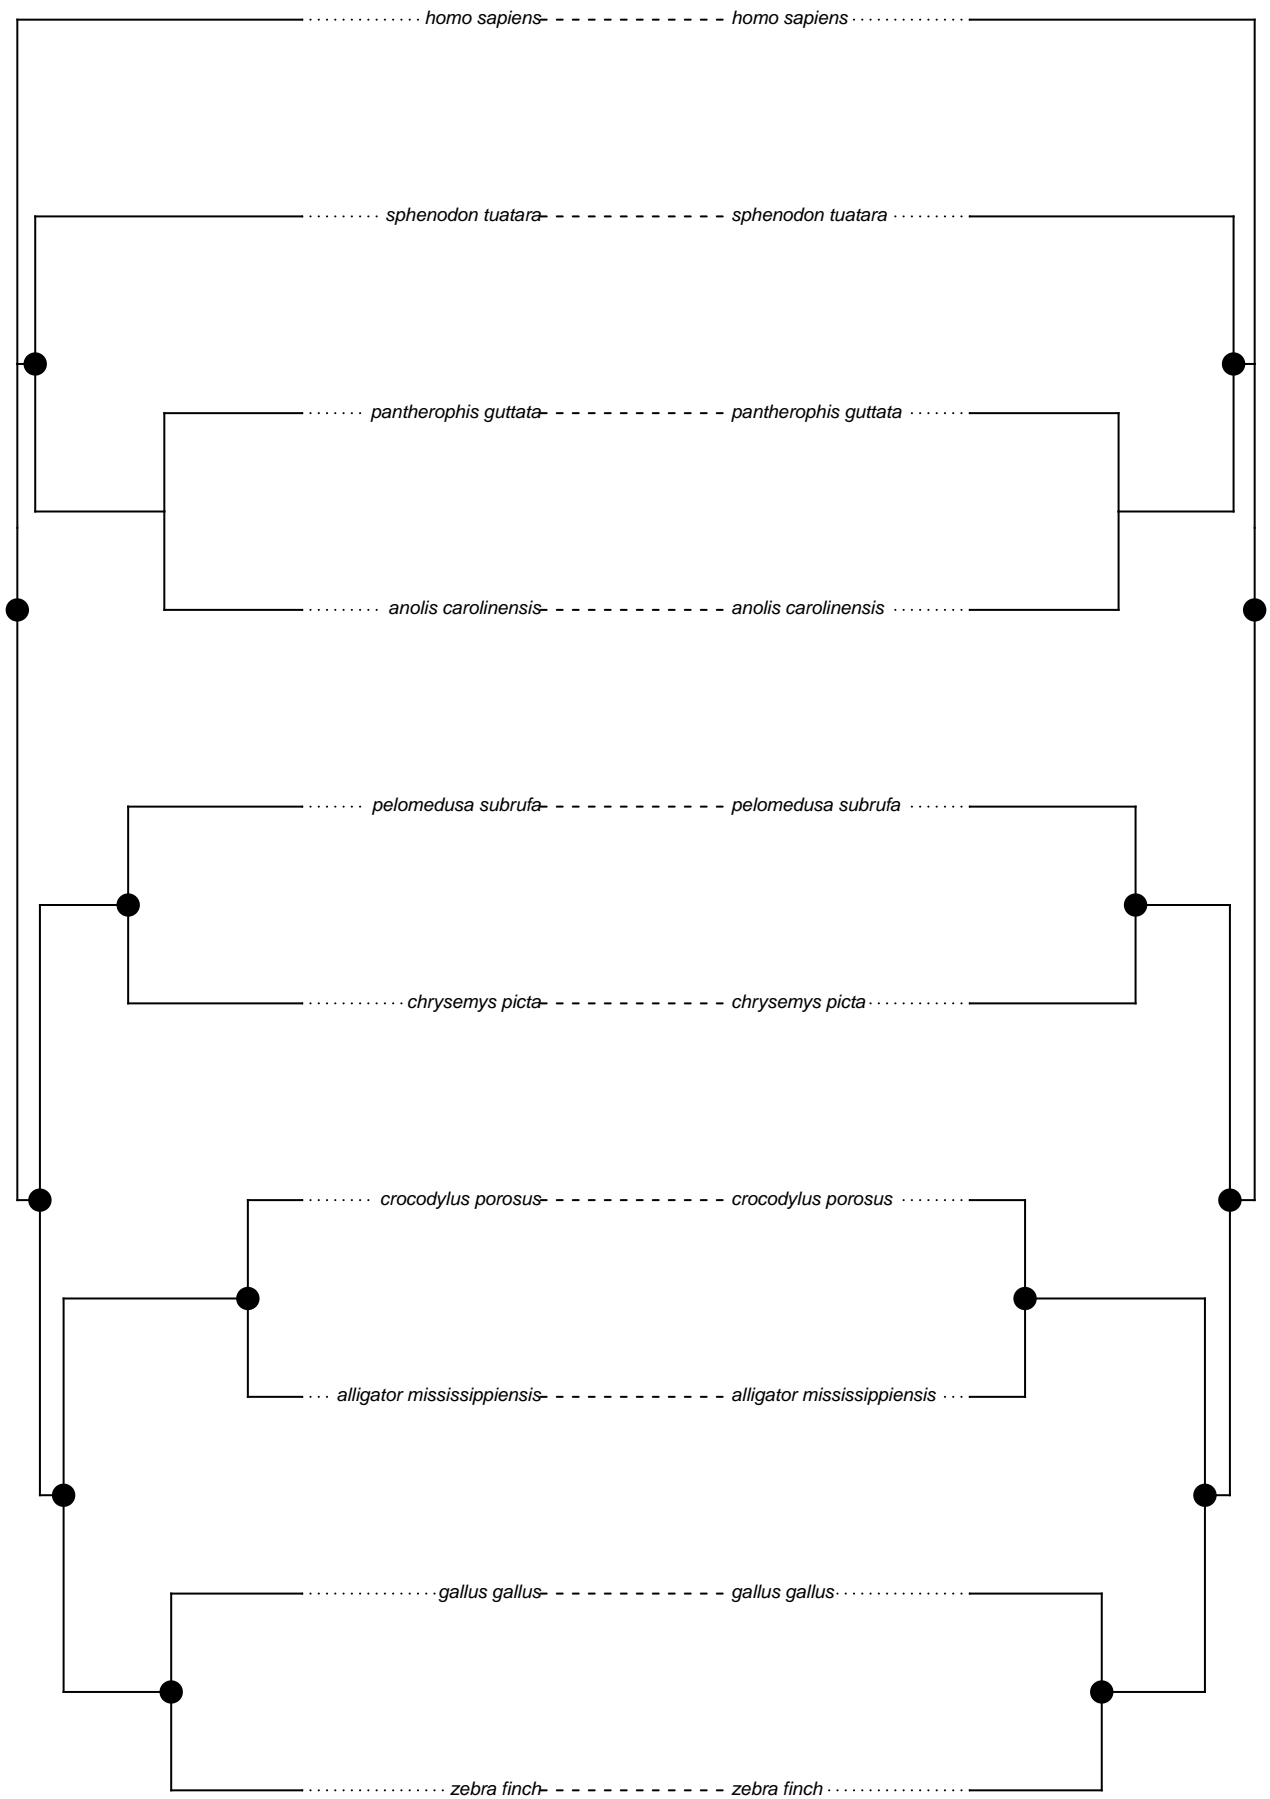 homo sapiens homo sapiens
sphenodon tuatara sphenodon tuatara
pantherophis guttata pantherophis guttata
anolis carolinensis anolis carolinensis
pelomedusa subrufa pelomedusa subrufa
chrysemys picta chrysemys picta
crocodylus porosus crocodylus porosus
alligator mississippiensis alligator mississippiensis
gallus gallus gallus gallus
zebra finch zebra finch